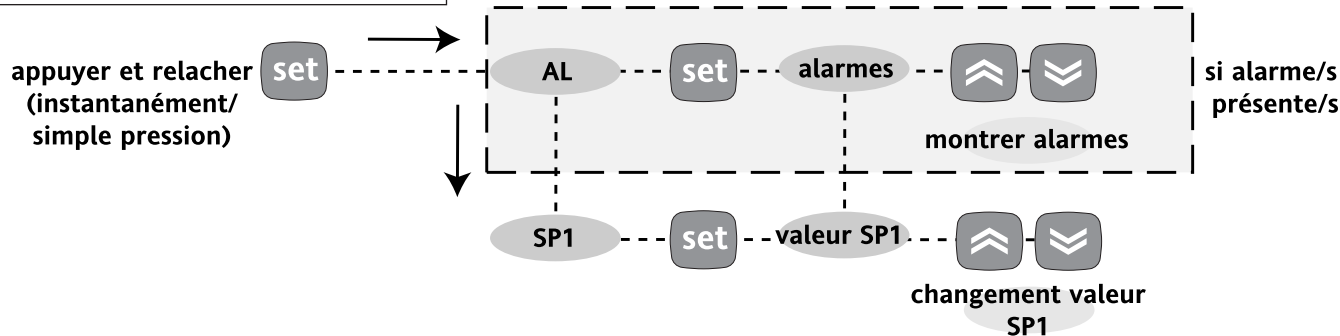 appuyer et relacher
(instantanément/
simple pression)
set
AL
set
alarmes
si alarme/s
présente/s
montrer alarmes
SP1
set
valeur SP1
changement valeur
SP1